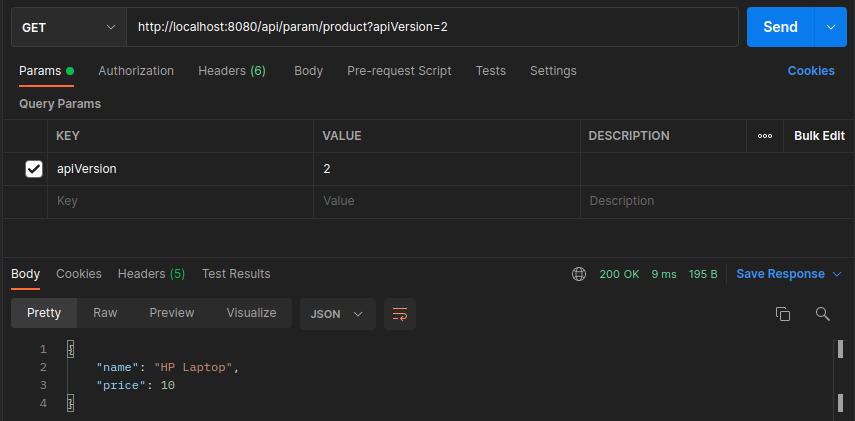 GET http://localhost:8080/api/param/product?apiVersion=2 Send
Params Authorization Headers (6) Body Pre-request Script Tests Settings Cookies
Query Params
KEY VALUE DESCRIPTION ooo Bulk Edit
apiVersion 2
Key Value Description
Body Cookies Headers (5) Test Results 200 OK 9 ms 195 B Save Response
Pretty Raw Preview Visualize JSON
1 {
2 "name": "HP Laptop",
3 "price": 10
4 }